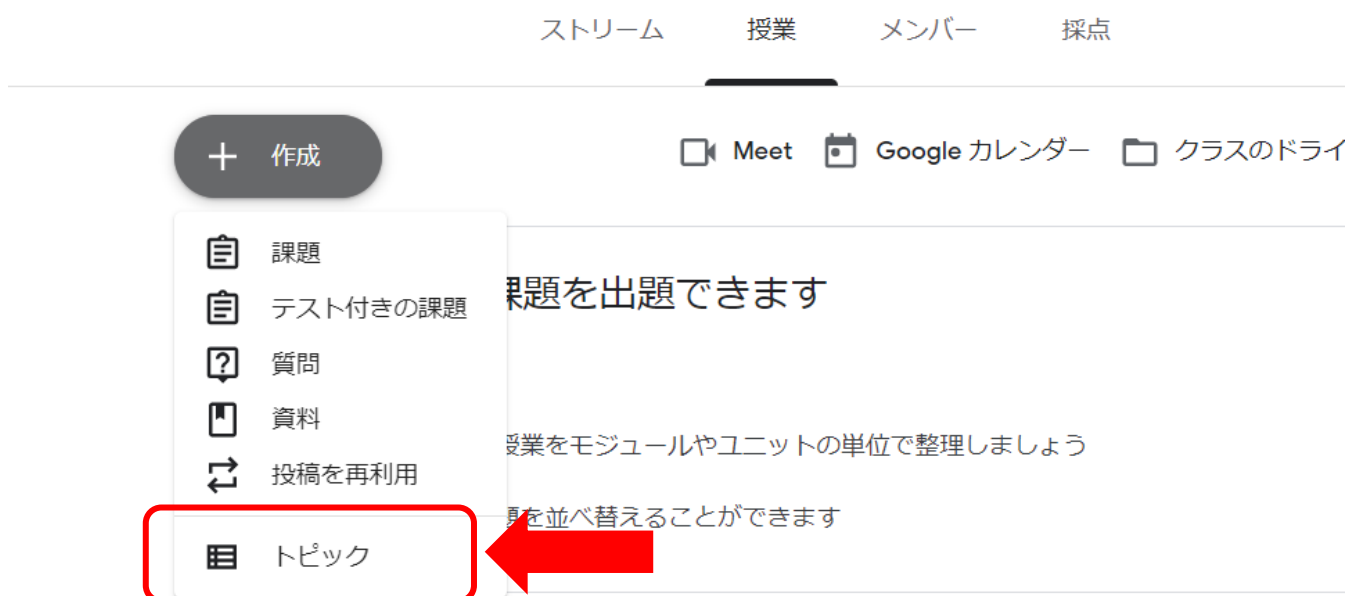 ストリーム 授業 メンバー 採点
作成
Meet Google カレンダー クラスのドライ
課題
課題を出題できます
テスト付きの課題
質問
資料
授業をモジュールやユニットの単位で整理しましょう
投稿を再利用
題を並べ替えることができます
トピック